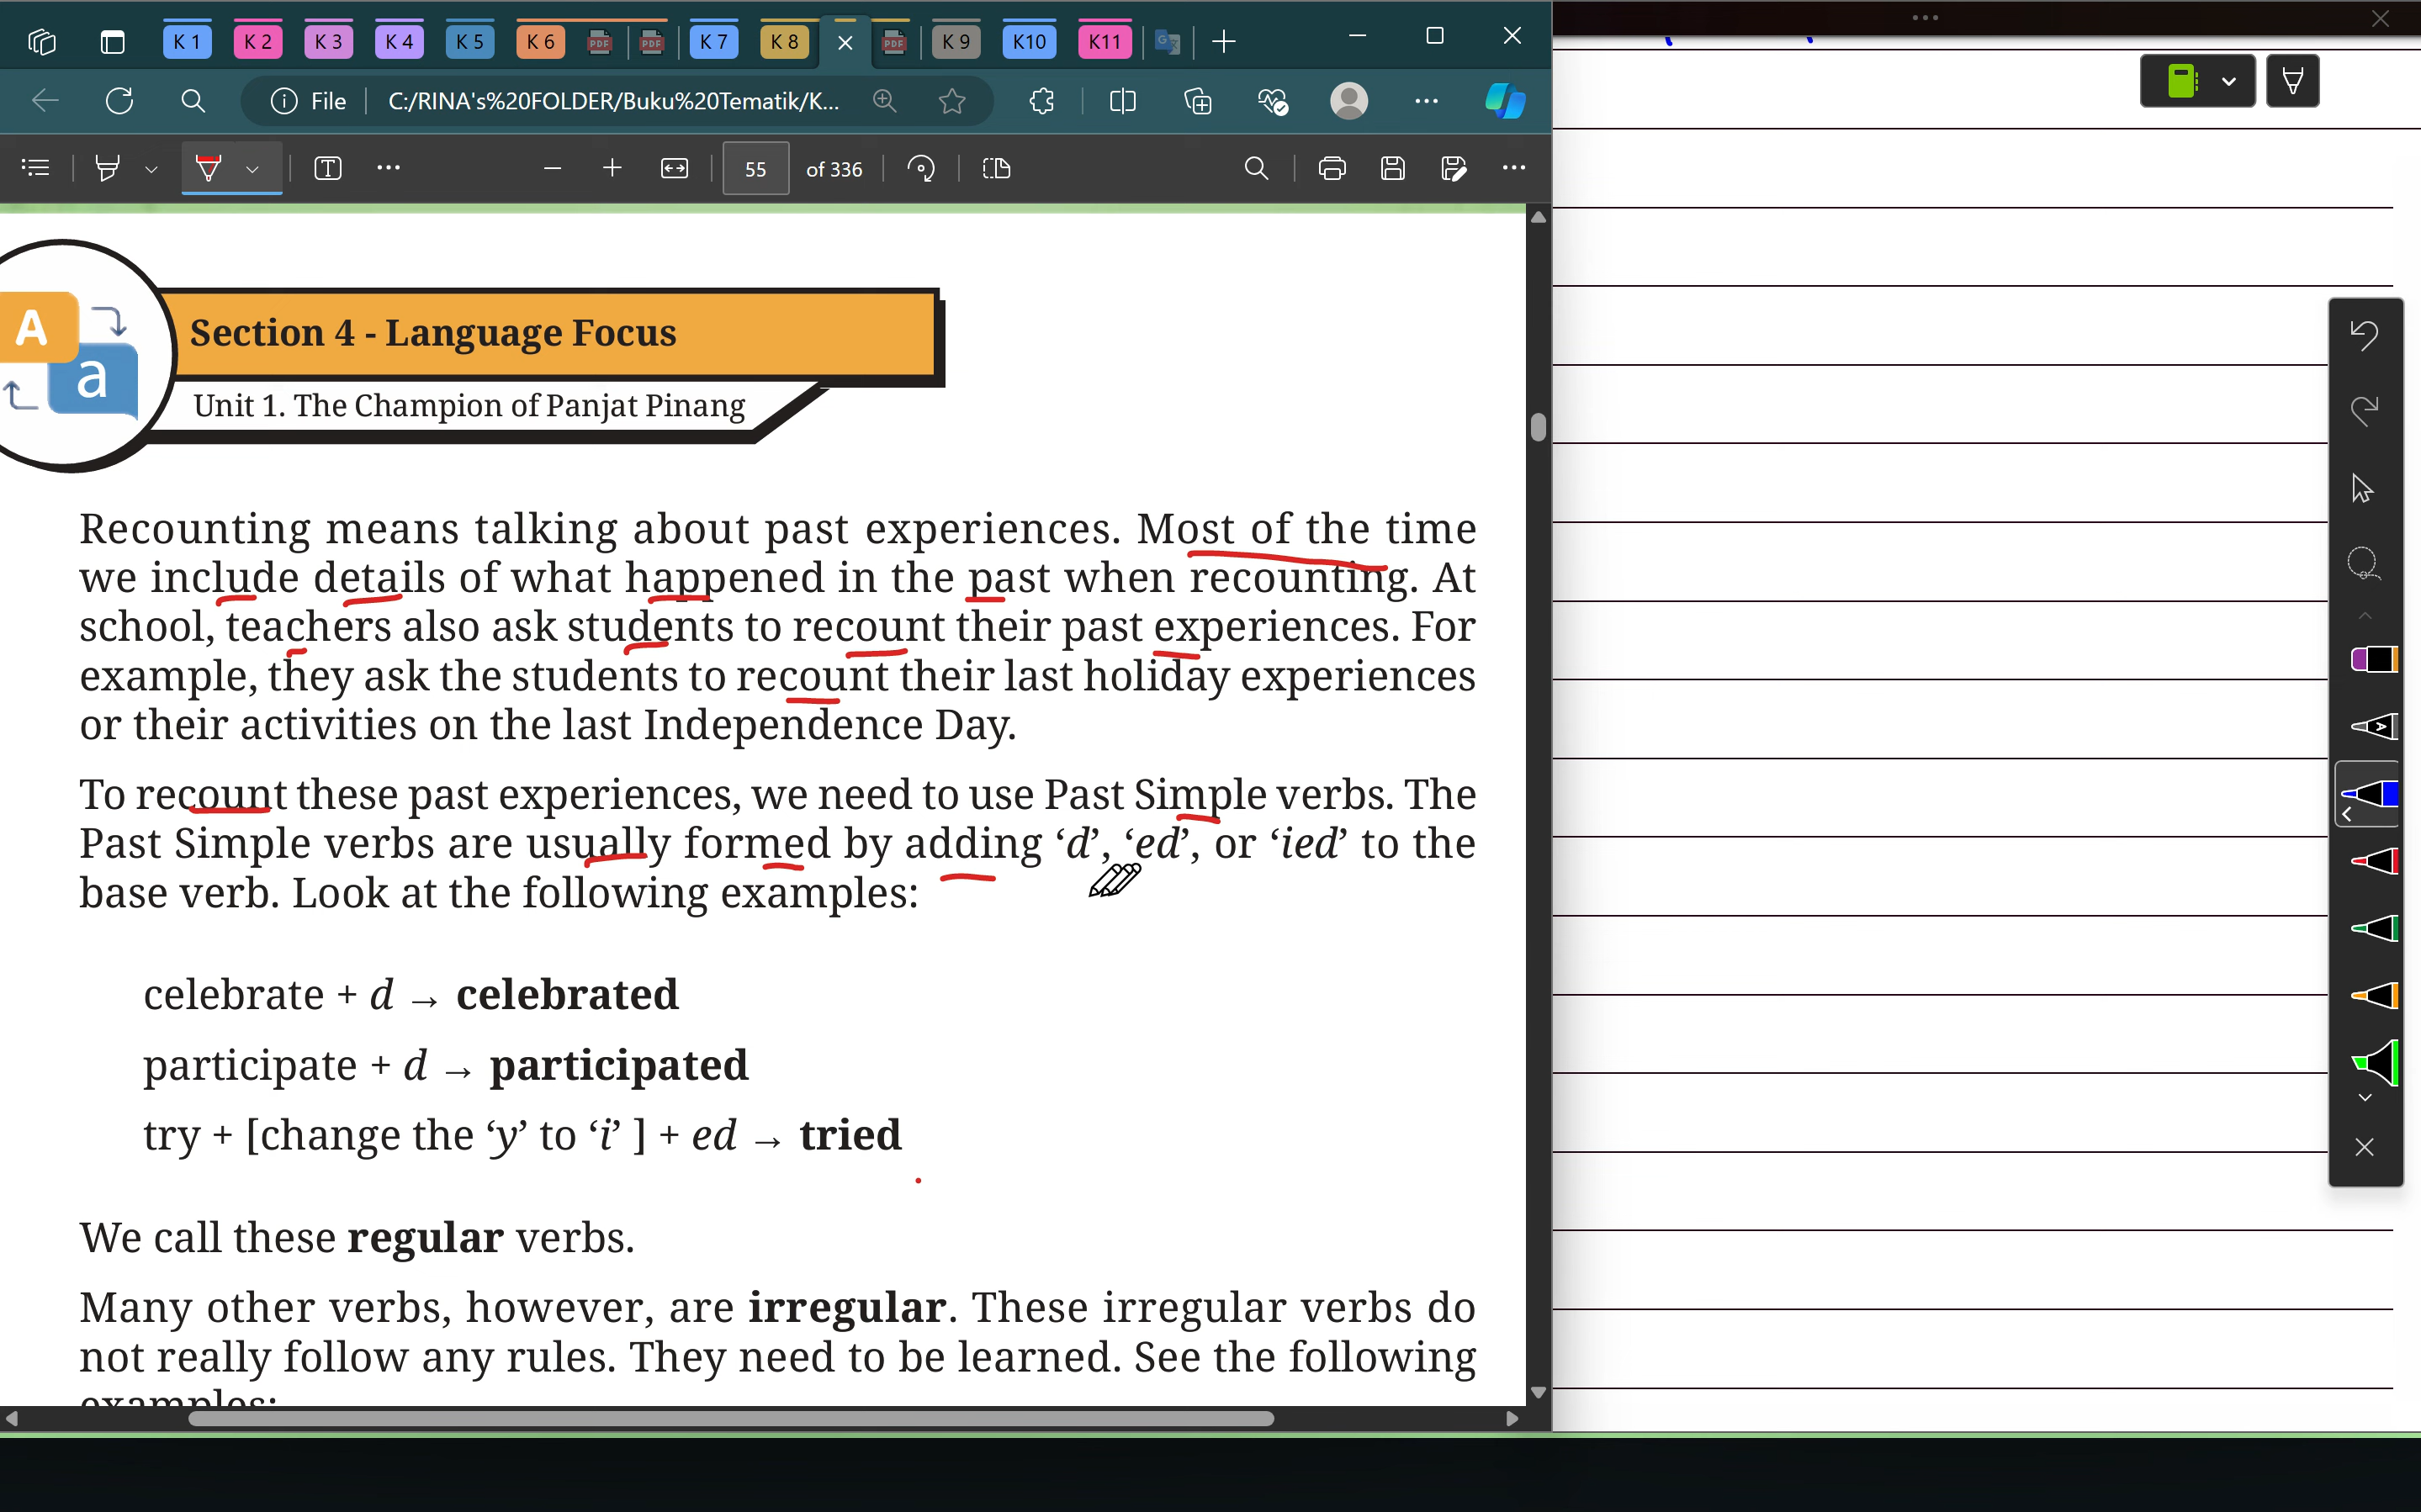 K 1 K 2 K 3 K 4 K 5 K 6 PDF PDF K 7 K 8 PDF K 9 K10 K11
File C:/RINA's%20FOLDER/Buku%20Tematik/K...
55 of 336
A
a
Section 4 - Language Focus
Unit 1. The Champion of Panjat Pinang
Recounting means talking about past experiences. Most of the time
we include details of what happened in the past when recounting. At
school, teachers also ask students to recount their past experiences. For
example, they ask the students to recount their last holiday experiences
or their activities on the last Independence Day.
To recount these past experiences, we need to use Past Simple verbs. The
Past Simple verbs are usually formed by adding ‘d’, ‘ed’, or ‘ied’ to the
base verb. Look at the following examples:
celebrate + d → celebrated
participate + d → participated
try + [change the ‘y’ to ‘i’ ] + ed → tried
We call these regular verbs.
Many other verbs, however, are irregular. These irregular verbs do
not really follow any rules. They need to be learned. See the following
examples: